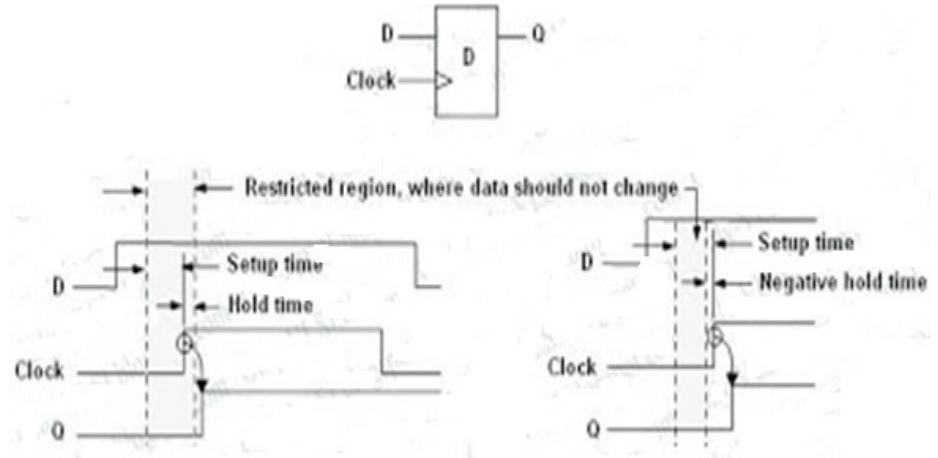 D
Q
D
Clock
Restricted region, where data should not change
D
Setup time
Hold time
Clock
Q
D
Setup time
Negative hold time
Clock
Q